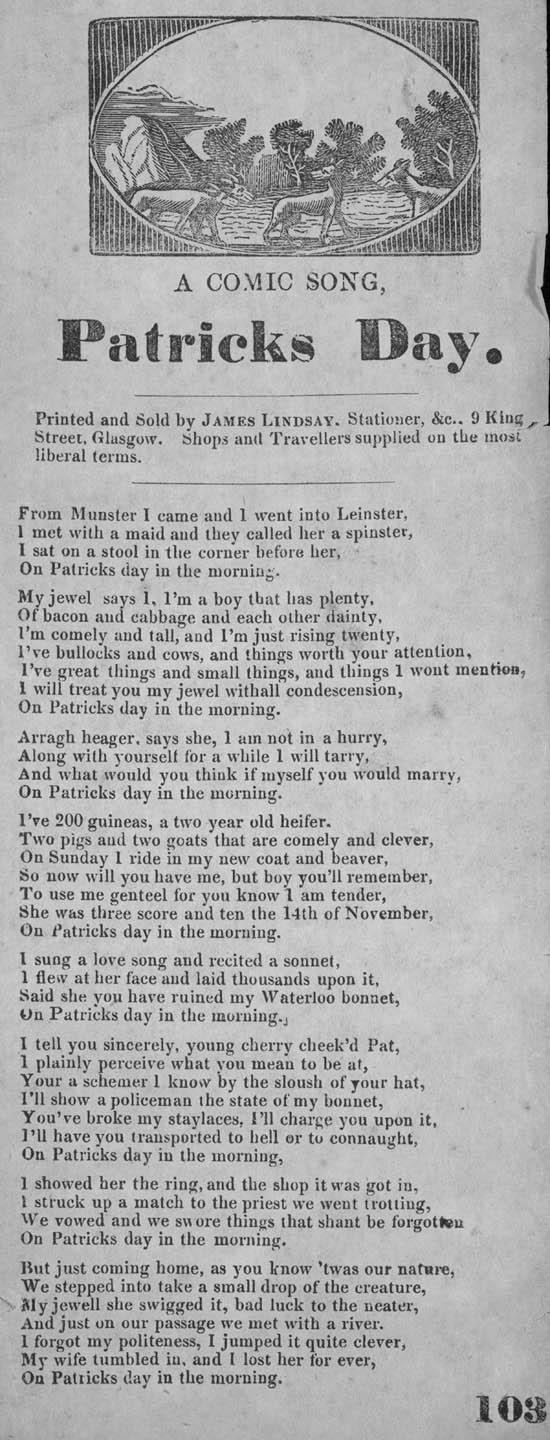 A COMIC SONG,
Patricks Day.
Printed and Sold by JAMES LINDSAY. Stationer, &c.. 9 King
Street, Glasgow. Shops and Travellers supplied on the most
liberal terms.
From Munster I came and I went into Leinster,
I met with a maid and they called her a spinster,
I sat on a stool in the corner before her,
On Patricks day in the morning.
My jewel says I, I'm a boy that has plenty,
Of bacon and cabbage and each other dainty,
I'm comely and tall, and I'm just rising twenty,
I've bullocks and cows, and things worth your attention,
I've great things and small things, and things I wont mention,
I will treat you my jewel withall condescension,
On Patricks day in the morning.
Arragh heager, says she, I am not in a hurry,
Along with yourself for a while I will tarry,
And what would you think if myself you would marry,
On Patricks day in the morning.
I've 200 guineas, a two year old heifer.
Two pigs and two goats that are comely and clever,
On Sunday I ride in my new coat and beaver,
So now will you have me, but boy you'll remember,
To use me genteel for you know I am tender,
She was three score and ten the 14th of November,
On Patricks day in the morning.
I sung a love song and recited a sonnet,
I flew at her face and laid thousands upon it,
Said she you have ruined my Waterloo bonnet,
On Patricks day in the morning.,
I tell you sincerely, young cherry cheek'd Pat,
I plainly perceive what you mean to be at,
Your a schemer I know by the sloush of your hat,
I'll show a policeman the state of my bonnet,
You've broke my staylaces, I'll charge you upon it,
I'll have you transported to hell or to connaught,
On Patricks day in the morning,
I showed her the ring, and the shop it was got in,
I struck up a match to the priest we went trotting,
We vowed and we swore things that shant be forgotten
On Patricks day in the morning.
But just coming home, as you know 'twas our nature,
We stepped into take a small drop of the creature,
My jewell she swigged it, bad luck to the neater,
And just on our passage we met with a river.
I forgot my politeness, I jumped it quite clever,
My wife tumbled in, and I lost her for ever,
On Patricks day in the morning.
103